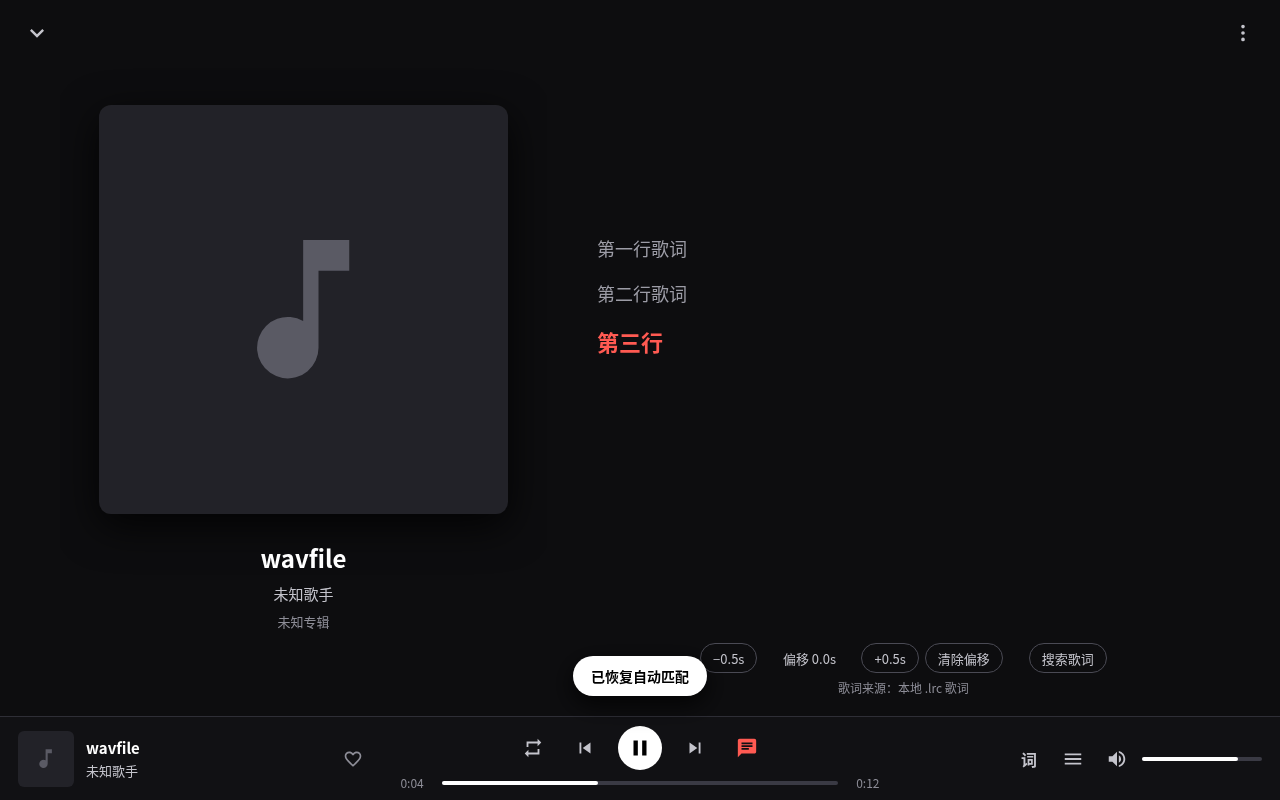 第一行歌词
第二行歌词
第三行
wavfile
未知歌手
未知专辑
−0.5s 偏移 0.0s +0.5s 清除偏移 搜索歌词
已恢复自动匹配
歌词来源：本地 .lrc 歌词
wavfile
未知歌手
0:04 0:12
词